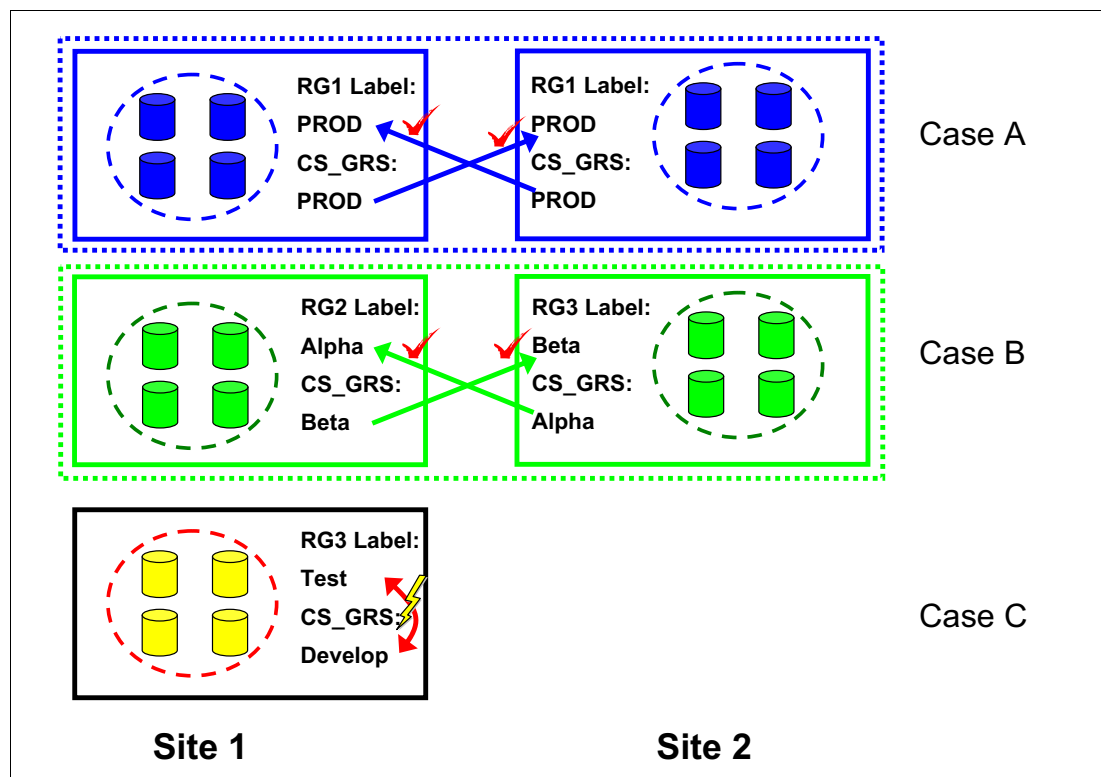 RG1 Label:
PROD
CS_GRS:
PROD
RG1 Label:
PROD
CS_GRS:
PROD
Case A
RG2 Label:
Alpha
CS_GRS:
Beta
RG3 Label:
Beta
CS_GRS:
Alpha
Case B
RG3 Label:
Test
CS_GRS:
Develop
Case C
Site 1
Site 2